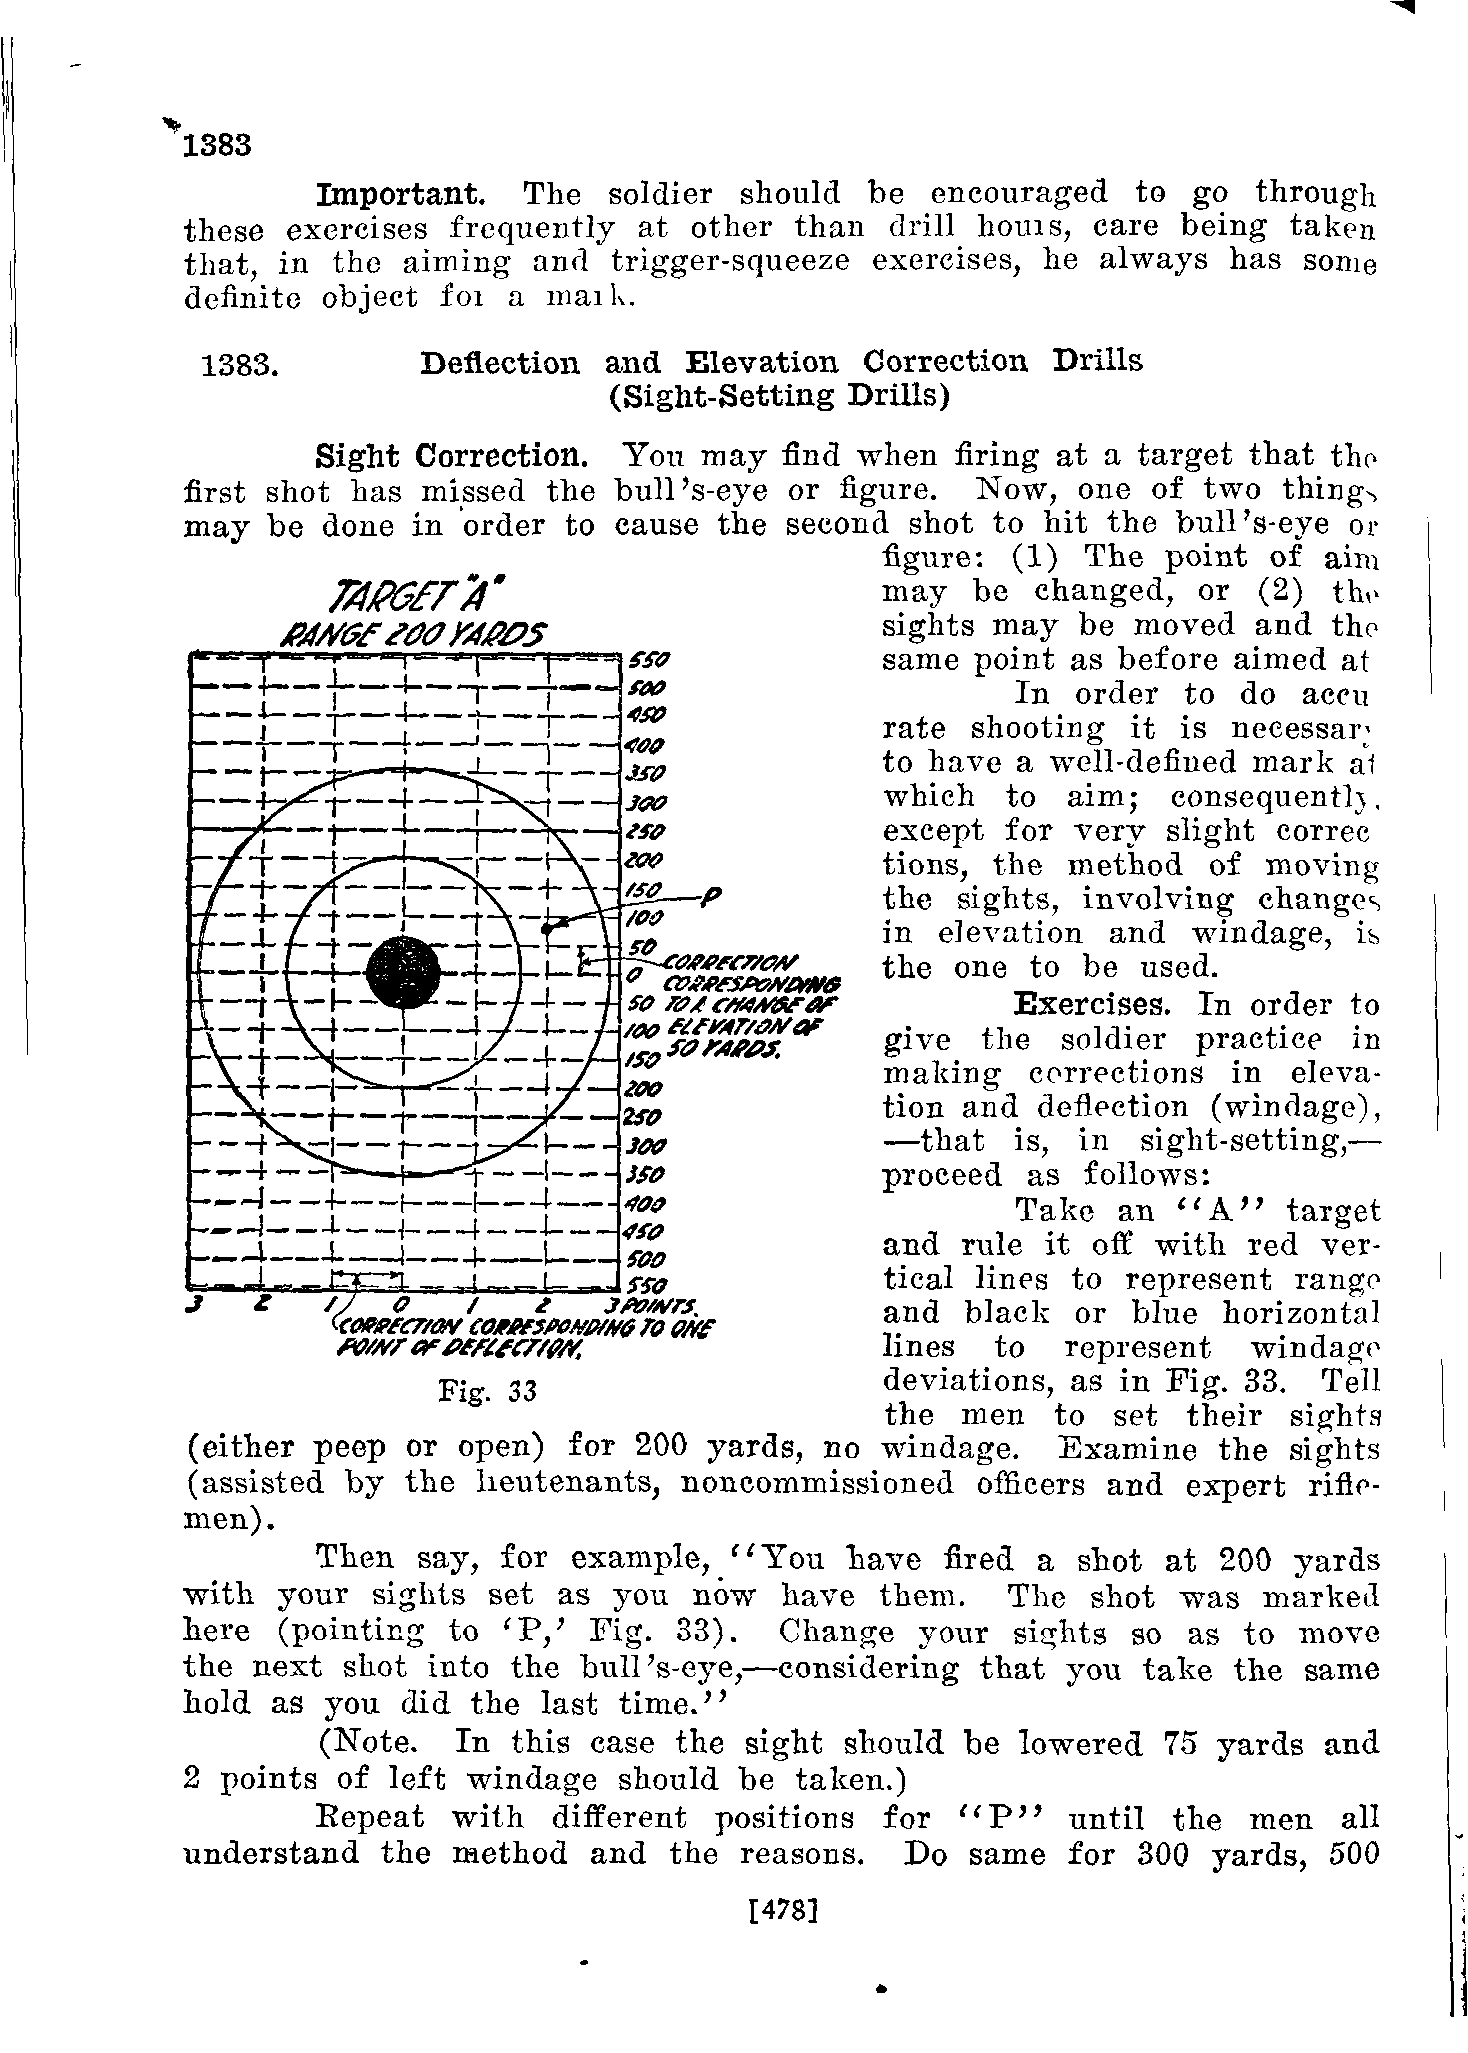 1383
Important. The soldier should be encouraged to go through
these exercises frequently at other than drill hours, care being taken
that, in the aiming and trigger-squeeze exercises, he always has some
definite object for a mark.
1383. Deflection and Elevation Correction Drills
(Sight-Setting Drills)
Sight Correction. You may find when firing at a target that the
first shot has missed the bull's-eye or figure. Now, one of two things
may be done in order to cause the second shot to hit the bull's-eye or
figure: (1) The point of aim
may be changed, or (2) the
sights may be moved and the
same point as before aimed at
In order to do accu
rate shooting it is necessary
to have a well-defined mark at
which to aim; consequently,
except for very slight correc
tions, the method of moving
the sights, involving changes
in elevation and windage, is
the one to be used.
Exercises. In order to
give the soldier practice in
making corrections in eleva-
tion and deflection (windage),
—that is, in sight-setting,—
proceed as follows:
Take an "A" target
and rule it off with red ver-
tical lines to represent range
and black or blue horizontal
lines to represent windage
deviations, as in Fig. 33. Tell
the men to set their sights
TARGET "A"
RANGE 200 YARDS
550
500
450
400
350
300
250
200
150
P
100
50
0
50
100
150
200
250
300
350
400
450
500
550
CORRECTION
CORRESPONDING
TO A CHANGE OF
ELEVATION OF
50 YARDS.
3 2 1 0 1 2 3 POINTS.
CORRECTION CORRESPONDING TO ONE
POINT OF DEFLECTION.
Fig. 33
(either peep or open) for 200 yards, no windage. Examine the sights
(assisted by the lieutenants, noncommissioned officers and expert rifle-
men).
Then say, for example, "You have fired a shot at 200 yards
with your sights set as you now have them. The shot was marked
here (pointing to 'P,' Fig. 33). Change your sights so as to move
the next shot into the bull's-eye,—considering that you take the same
hold as you did the last time."
(Note. In this case the sight should be lowered 75 yards and
2 points of left windage should be taken.)
Repeat with different positions for "P" until the men all
understand the method and the reasons. Do same for 300 yards, 500
[478]